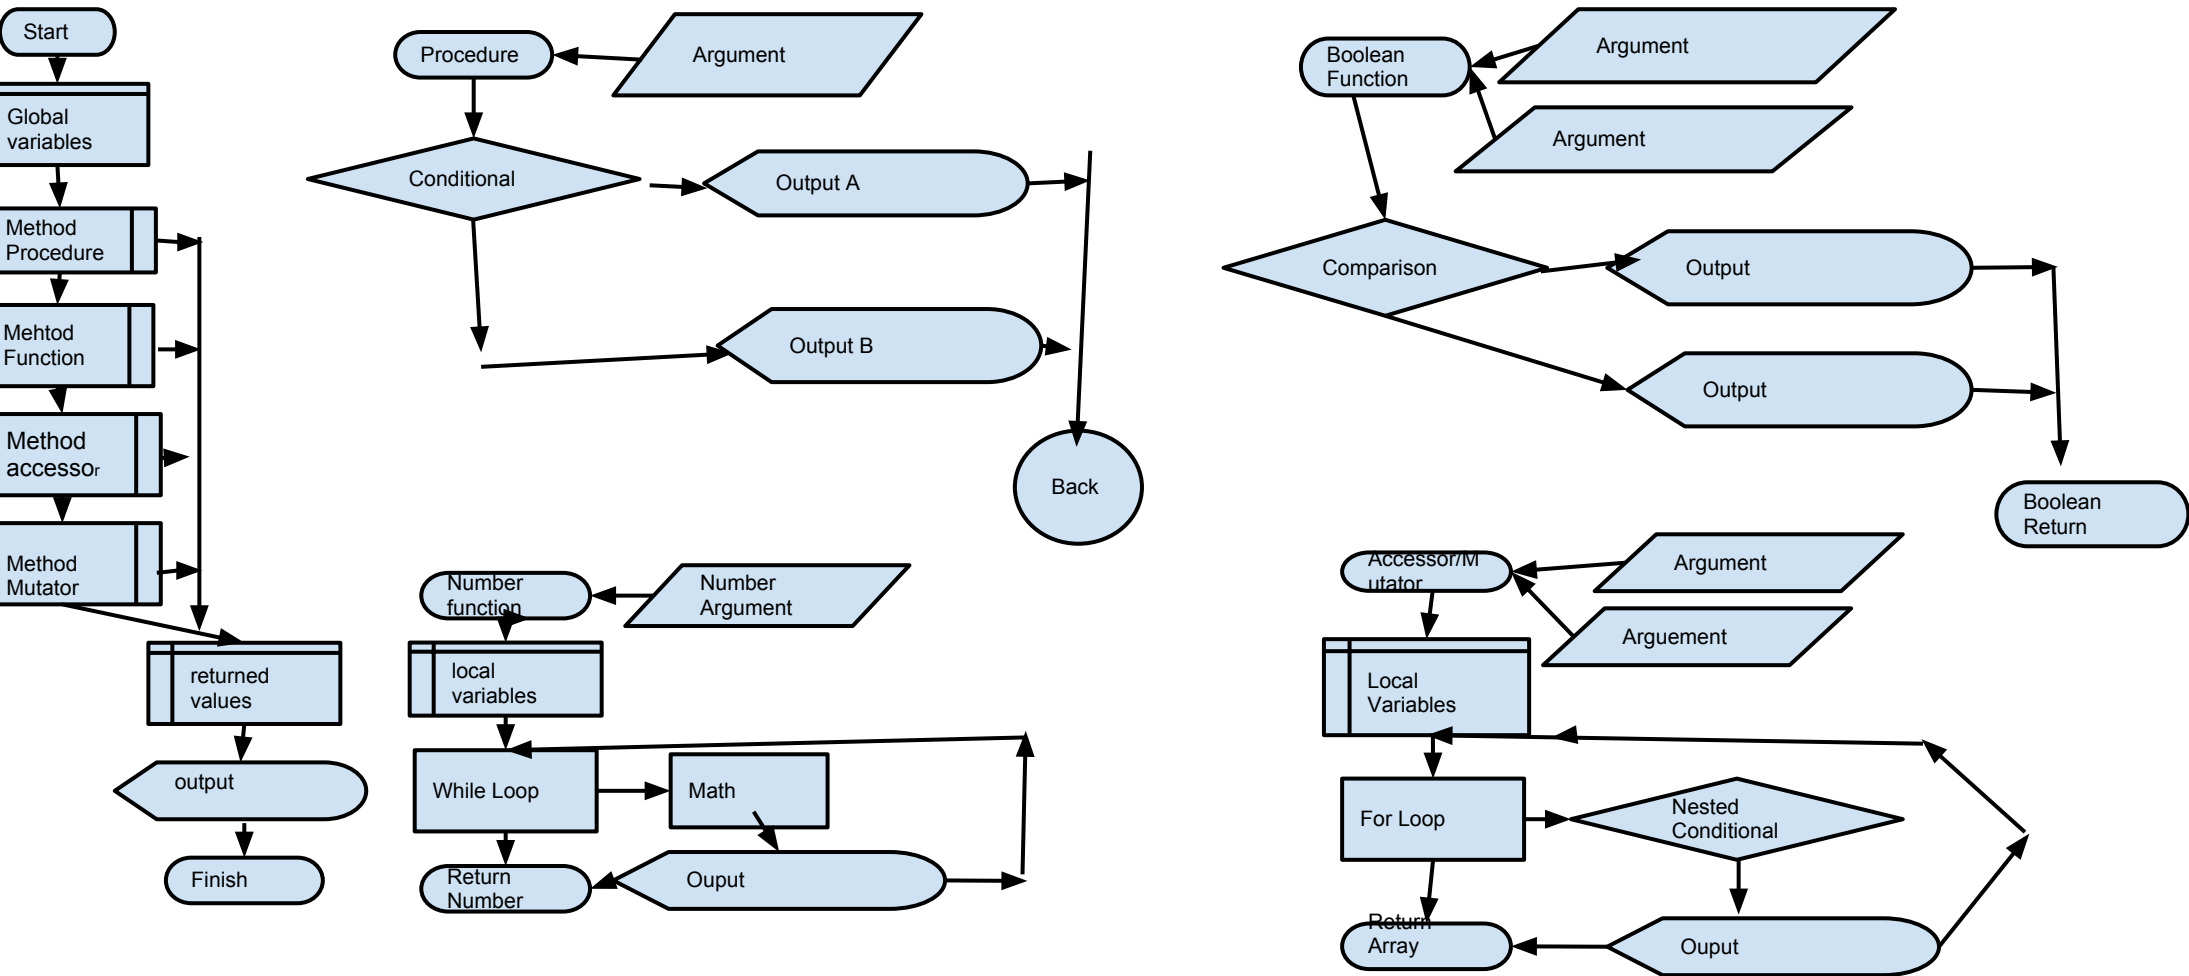 Start
Global
variables
Method
Procedure
Mehtod
Function
Method
accessor
Method
Mutator
returned
values
output
Finish
Procedure
Argument
Conditional
Output A
Output B
Back
Number
function
Number
Argument
local
variables
While Loop
Math
Return
Number
Ouput
Boolean
Function
Argument
Argument
Comparison
Output
Output
Boolean
Return
Accessor/M
utator
Argument
Arguement
Local
Variables
For Loop
Nested
Conditional
Return
Array
Ouput